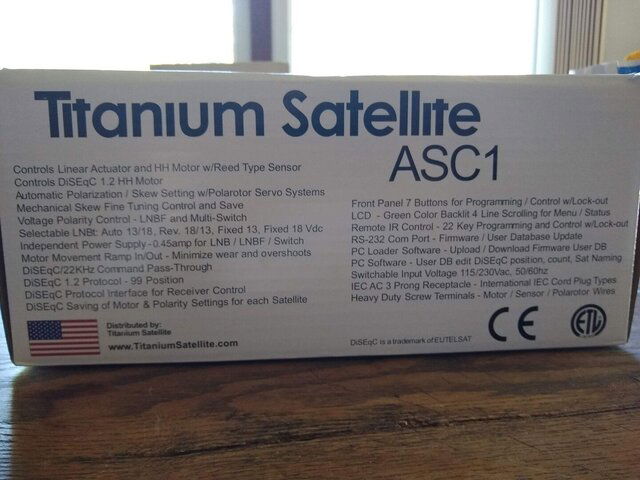 Titanium Satellite
ASC1
Controls Linear Actuator and HH Motor w/Reed Type Sensor
Controls DiSEqC 1.2 HH Motor
Automatic Polarization / Skew Setting w/Polarotor Servo Systems
Mechanical Skew Fine Tuning Control and Save
Voltage Polarity Control - LNBF and Multi-Switch
Selectable LNBt: Auto 13/18, Rev. 18/13, Fixed 13, Fixed 18 Vdc
Independent Power Supply - 0.45amp for LNB / LNBF / Switch
Motor Movement Ramp In/Out - Minimize wear and overshoots
DiSEqC/22KHz Command Pass-Through
DiSEqC 1.2 Protocol - 99 Position
DiSEqC Protocol Interface for Receiver Control
DiSEqC Saving of Motor & Polarity Settings for each Satellite
Front Panel 7 Buttons for Programming / Control w/Lock-out
LCD - Green Color Backlit 4 Line Scrolling for Menu / Status
Remote IR Control - 22 Key Programming and Control w/Lock-out
RS-232 Com Port - Firmware / User Database Update
PC Loader Software - Upload / Download Firmware User DB
PC Software - User DB edit DiSEqC position, count, Sat Naming
Switchable Input Voltage 115/230Vac, 50/60hz
IEC AC 3 Prong Receptacle - International IEC Cord Plug Types
Heavy Duty Screw Terminals - Motor / Sensor / Polarotor Wires
Distributed by:
Titanium Satellite
www.TitaniumSatellite.com
DiSEqC is a trademark of EUTELSAT
CE
ETL